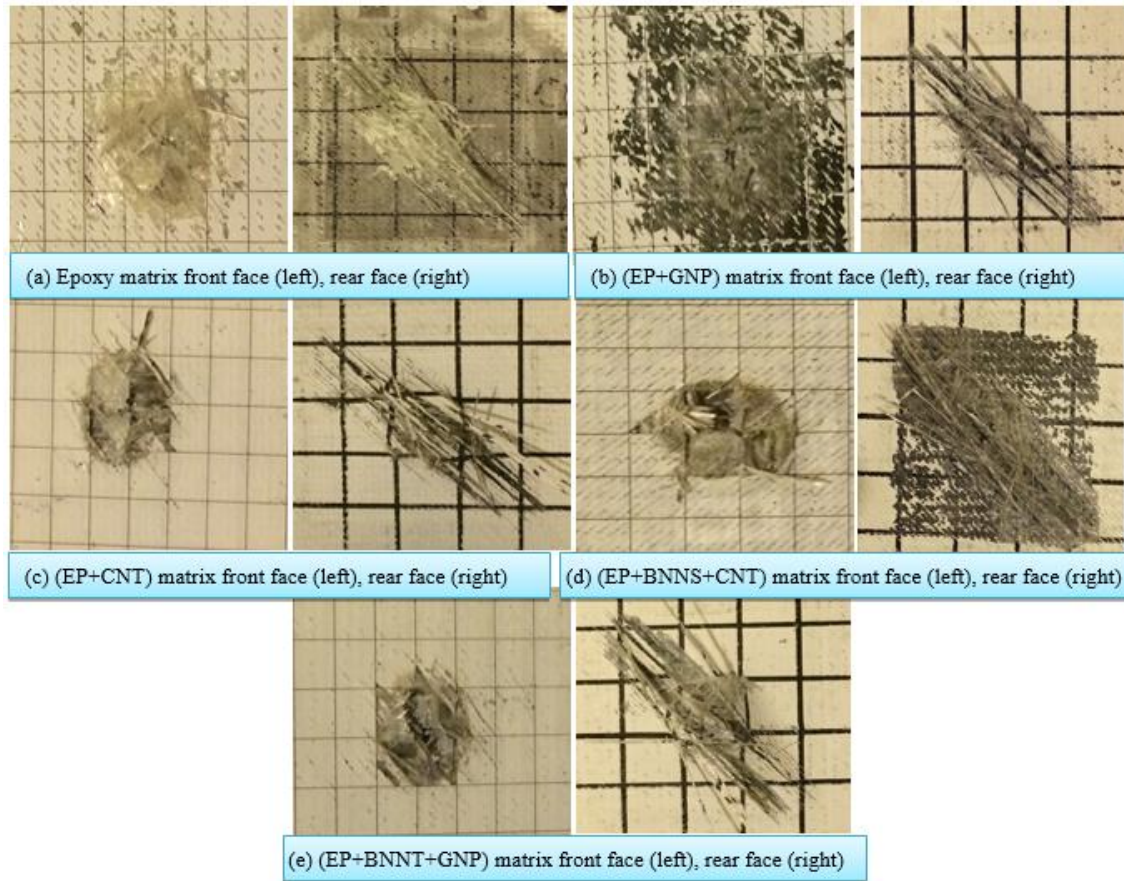 (a) Epoxy matrix front face (left), rear face (right)
(b) (EP+GNP) matrix front face (left), rear face (right)
(c) (EP+CNT) matrix front face (left), rear face (right)
(d) (EP+BNNS+CNT) matrix front face (left), rear face (right)
(e) (EP+BNNT+GNP) matrix front face (left), rear face (right)